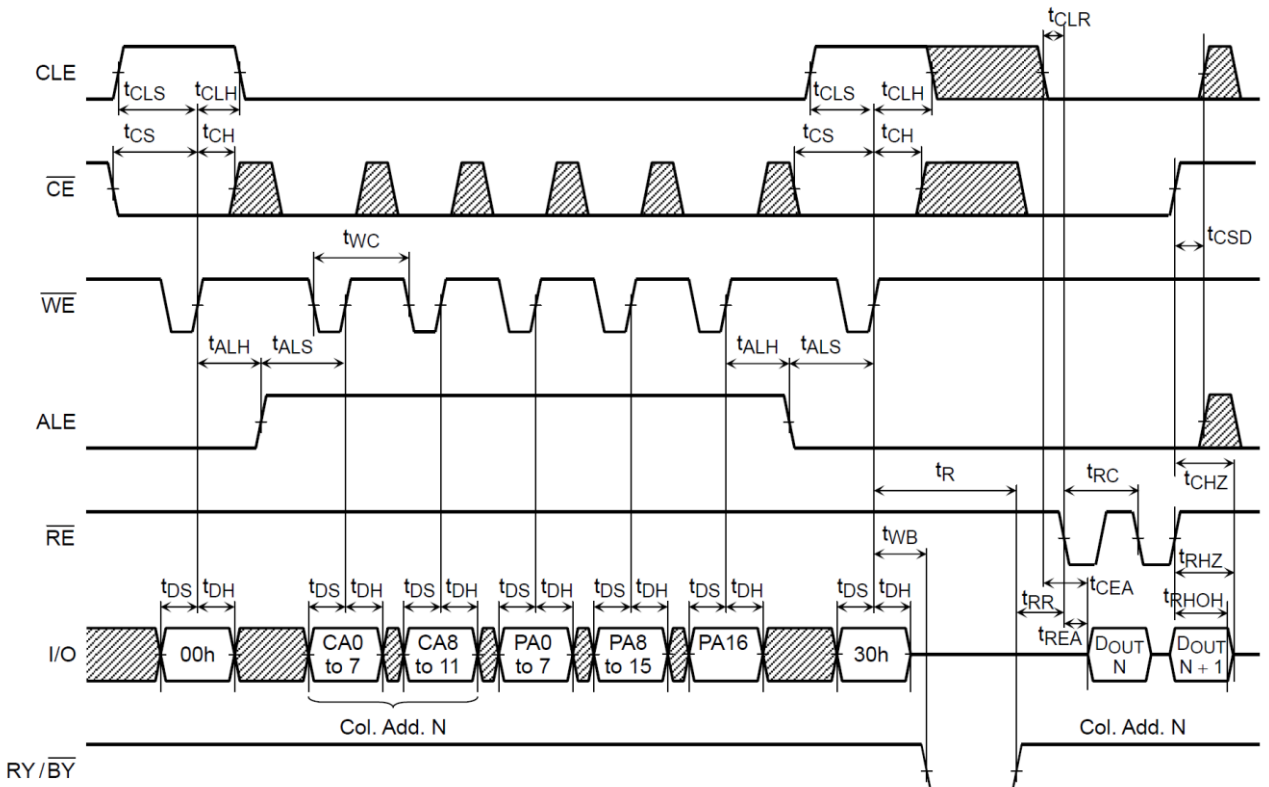 tCLR
CLE
tCLS tCLH tCLS tCLH
tCS tCH tCS tCH
CE
tWC tCSD
WE
tALH tALS tALH tALS
ALE
tR tRC tCHZ
RE
tWB
tDS tDH tDS tDH tDS tDH tDS tDH tDS tDH tDS tDH tDS tDH tCEA tRHZ
tRR tRHOH
tREA
I/O 00h CA0 to 7 CA8 to 11 PA0 to 7 PA8 to 15 PA16 30h DOUT N DOUT N + 1
Col. Add. N Col. Add. N
RY/BY